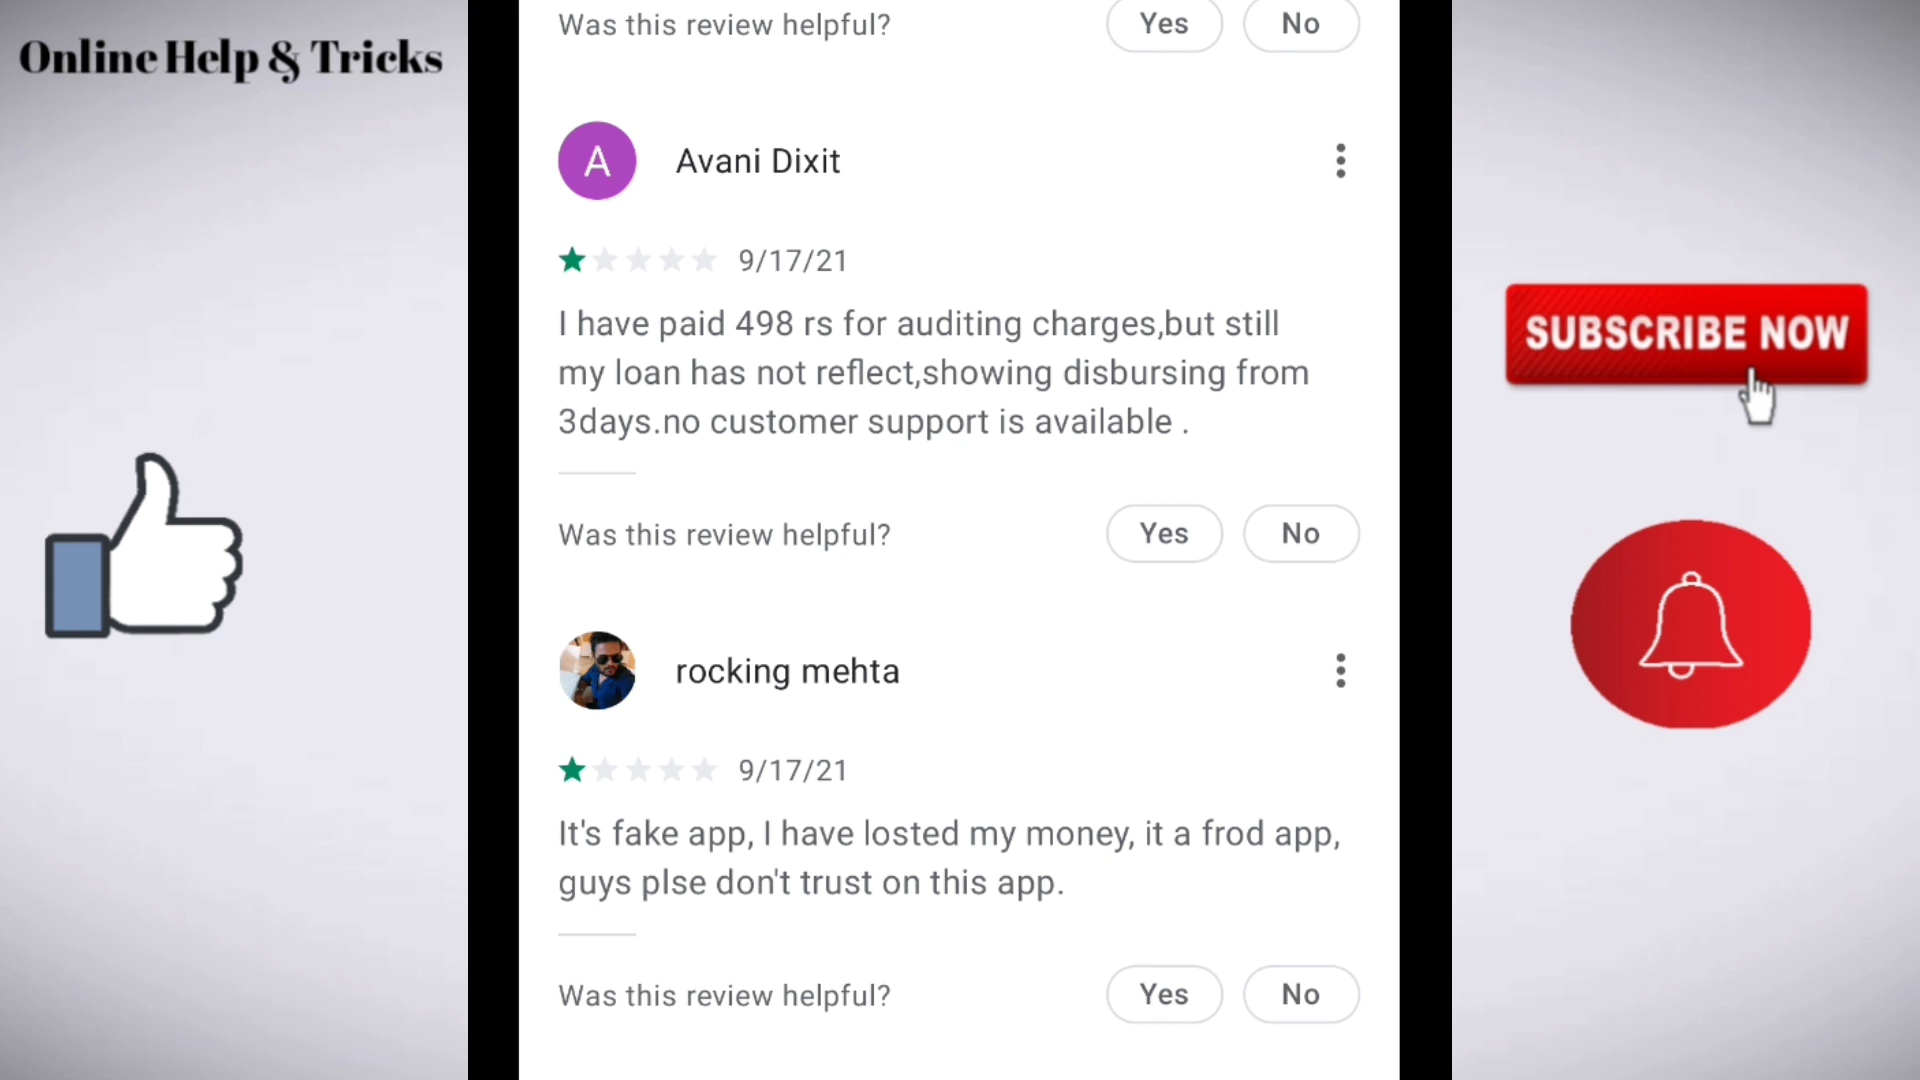 Online Help & Tricks
Was this review helpful? Yes No
A Avani Dixit
9/17/21
I have paid 498 rs for auditing charges,but still
my loan has not reflect,showing disbursing from
3days.no customer support is available .
Was this review helpful? Yes No
rocking mehta
9/17/21
It's fake app, I have losted my money, it a frod app,
guys plse don't trust on this app.
Was this review helpful? Yes No
SUBSCRIBE NOW